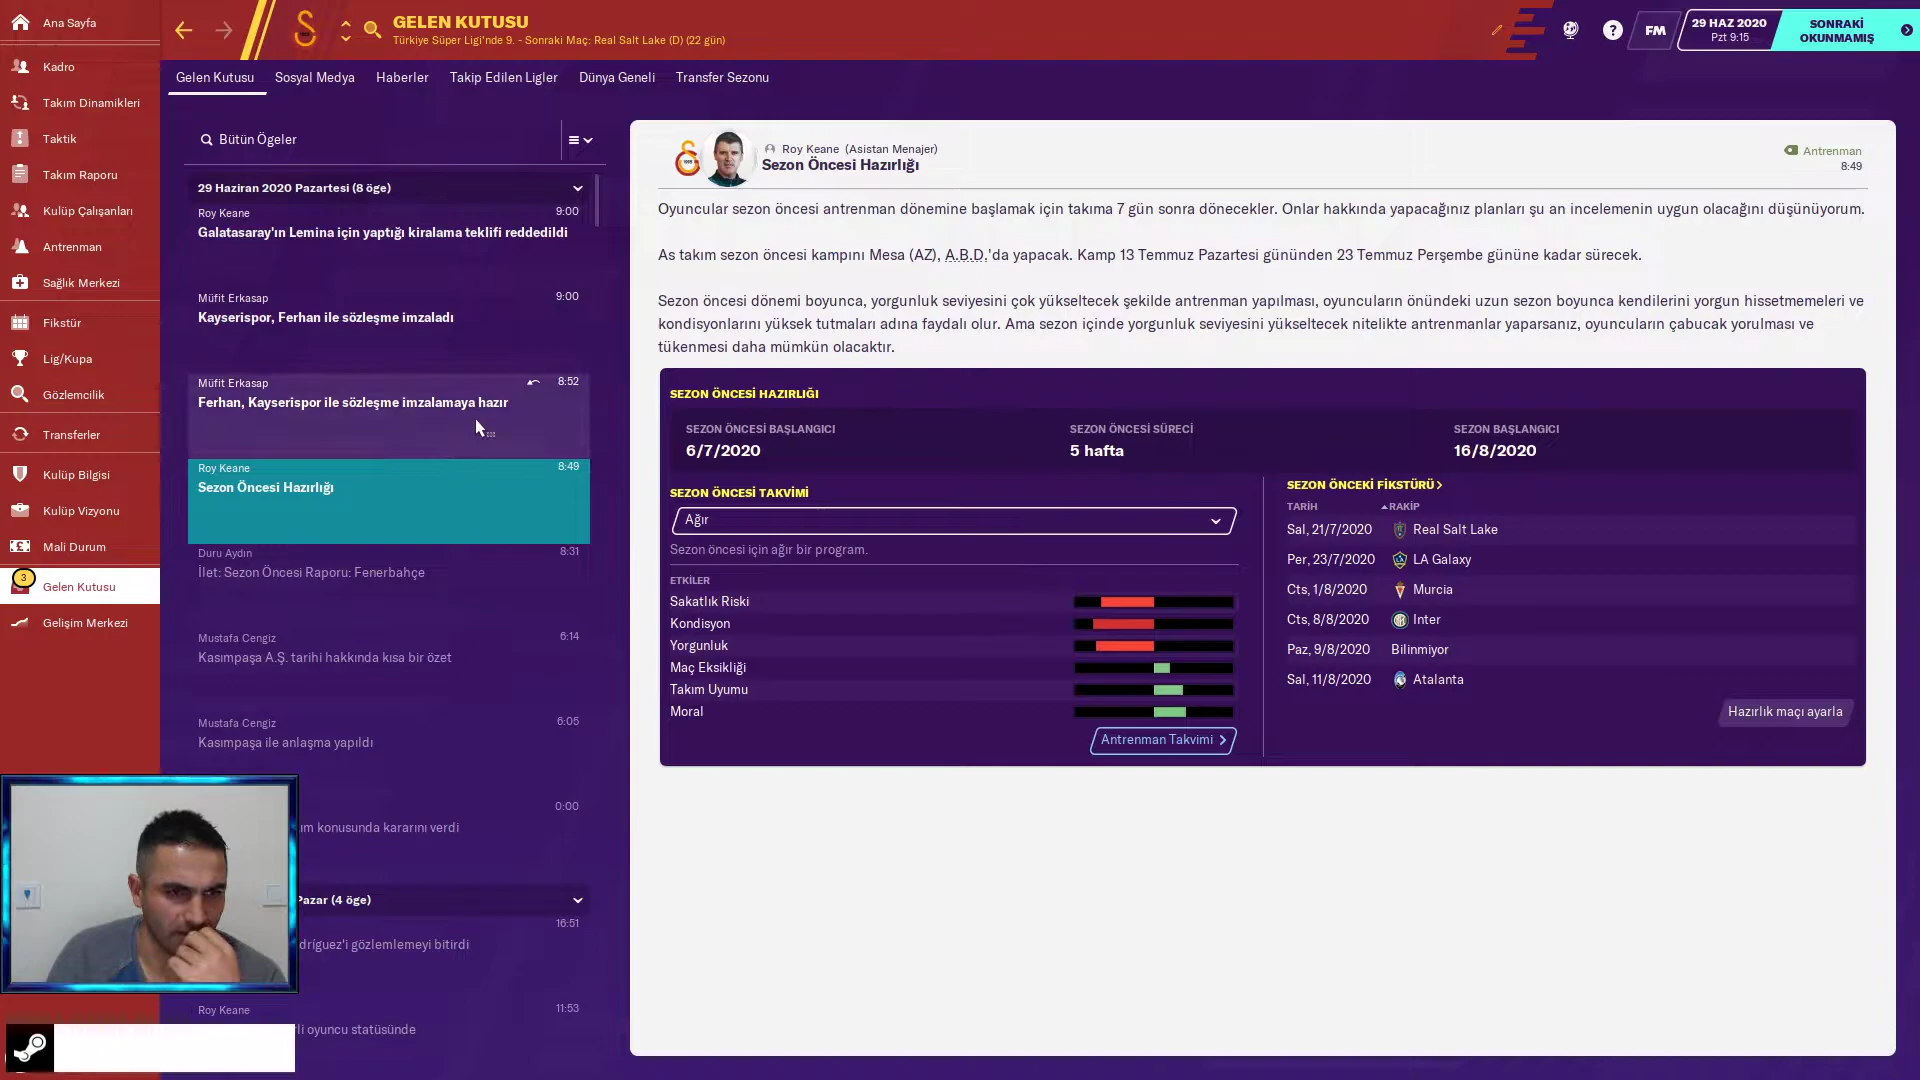 Ana Sayfa
Kadro
Takım Dinamikleri
Taktik
Takım Raporu
Kulüp Çalışanları
Antrenman
Sağlık Merkezi
Fikstür
Lig/Kupa
Gözlemcilik
Transferler
Kulüp Bilgisi
Kulüp Vizyonu
Mali Durum
3
Gelen Kutusu
Gelişim Merkezi
GELEN KUTUSU
Türkiye Süper Ligi'nde 9. - Sonraki Maç: Real Salt Lake (D) (22 gün)
?
FM
29 HAZ 2020
Pzt 9:15
SONRAKİ
OKUNMAMIŞ
Gelen Kutusu Sosyal Medya Haberler Takip Edilen Ligler Dünya Geneli Transfer Sezonu
Bütün Ögeler
29 Haziran 2020 Pazartesi (8 öge)
Roy Keane 9:00
Galatasaray'ın Lemina için yaptığı kiralama teklifi reddedildi
Müfit Erkasap 9:00
Kayserispor, Ferhan ile sözleşme imzaladı
Müfit Erkasap 8:52
Ferhan, Kayserispor ile sözleşme imzalamaya hazır
Roy Keane 8:49
Sezon Öncesi Hazırlığı
Duru Aydın 8:31
İlet: Sezon Öncesi Raporu: Fenerbahçe
Mustafa Cengiz 6:14
Kasımpaşa A.Ş. tarihi hakkında kısa bir özet
Mustafa Cengiz 6:05
Kasımpaşa ile anlaşma yapıldı
0:00
konusunda kararını verdi
Pazar (4 öge)
16:51
gözlemlemeyi bitirdi
Roy Keane 11:53
oyuncu statüsünde
Roy Keane (Asistan Menajer)
Sezon Öncesi Hazırlığı
Antrenman
8:49
Oyuncular sezon öncesi antrenman dönemine başlamak için takıma 7 gün sonra dönecekler. Onlar hakkında yapacağınız planları şu an incelemenin uygun olacağını düşünüyorum.
As takım sezon öncesi kampını Mesa (AZ), A.B.D.'da yapacak. Kamp 13 Temmuz Pazartesi gününden 23 Temmuz Perşembe gününe kadar sürecek.
Sezon öncesi dönemi boyunca, yorgunluk seviyesini çok yükseltecek şekilde antrenman yapılması, oyuncuların önündeki uzun sezon boyunca kendilerini yorgun hissetmemeleri ve
kondisyonlarını yüksek tutmaları adına faydalı olur. Ama sezon içinde yorgunluk seviyesini yükseltecek nitelikte antrenmanlar yaparsanız, oyuncuların çabucak yorulması ve
tükenmesi daha mümkün olacaktır.
SEZON ÖNCESİ HAZIRLIĞI
SEZON ÖNCESİ BAŞLANGICI
6/7/2020
SEZON ÖNCESİ SÜRECİ
5 hafta
SEZON BAŞLANGICI
16/8/2020
SEZON ÖNCESİ TAKVİMİ
Ağır
Sezon öncesi için ağır bir program.
ETKİLER
Sakatlık Riski
Kondisyon
Yorgunluk
Maç Eksikliği
Takım Uyumu
Moral
Antrenman Takvimi
SEZON ÖNCEKİ FİKSTÜRÜ
TARİH RAKİP
Sal, 21/7/2020 Real Salt Lake
Per, 23/7/2020 LA Galaxy
Cts, 1/8/2020 Murcia
Cts, 8/8/2020 Inter
Paz, 9/8/2020 Bilinmiyor
Sal, 11/8/2020 Atalanta
Hazırlık maçı ayarla